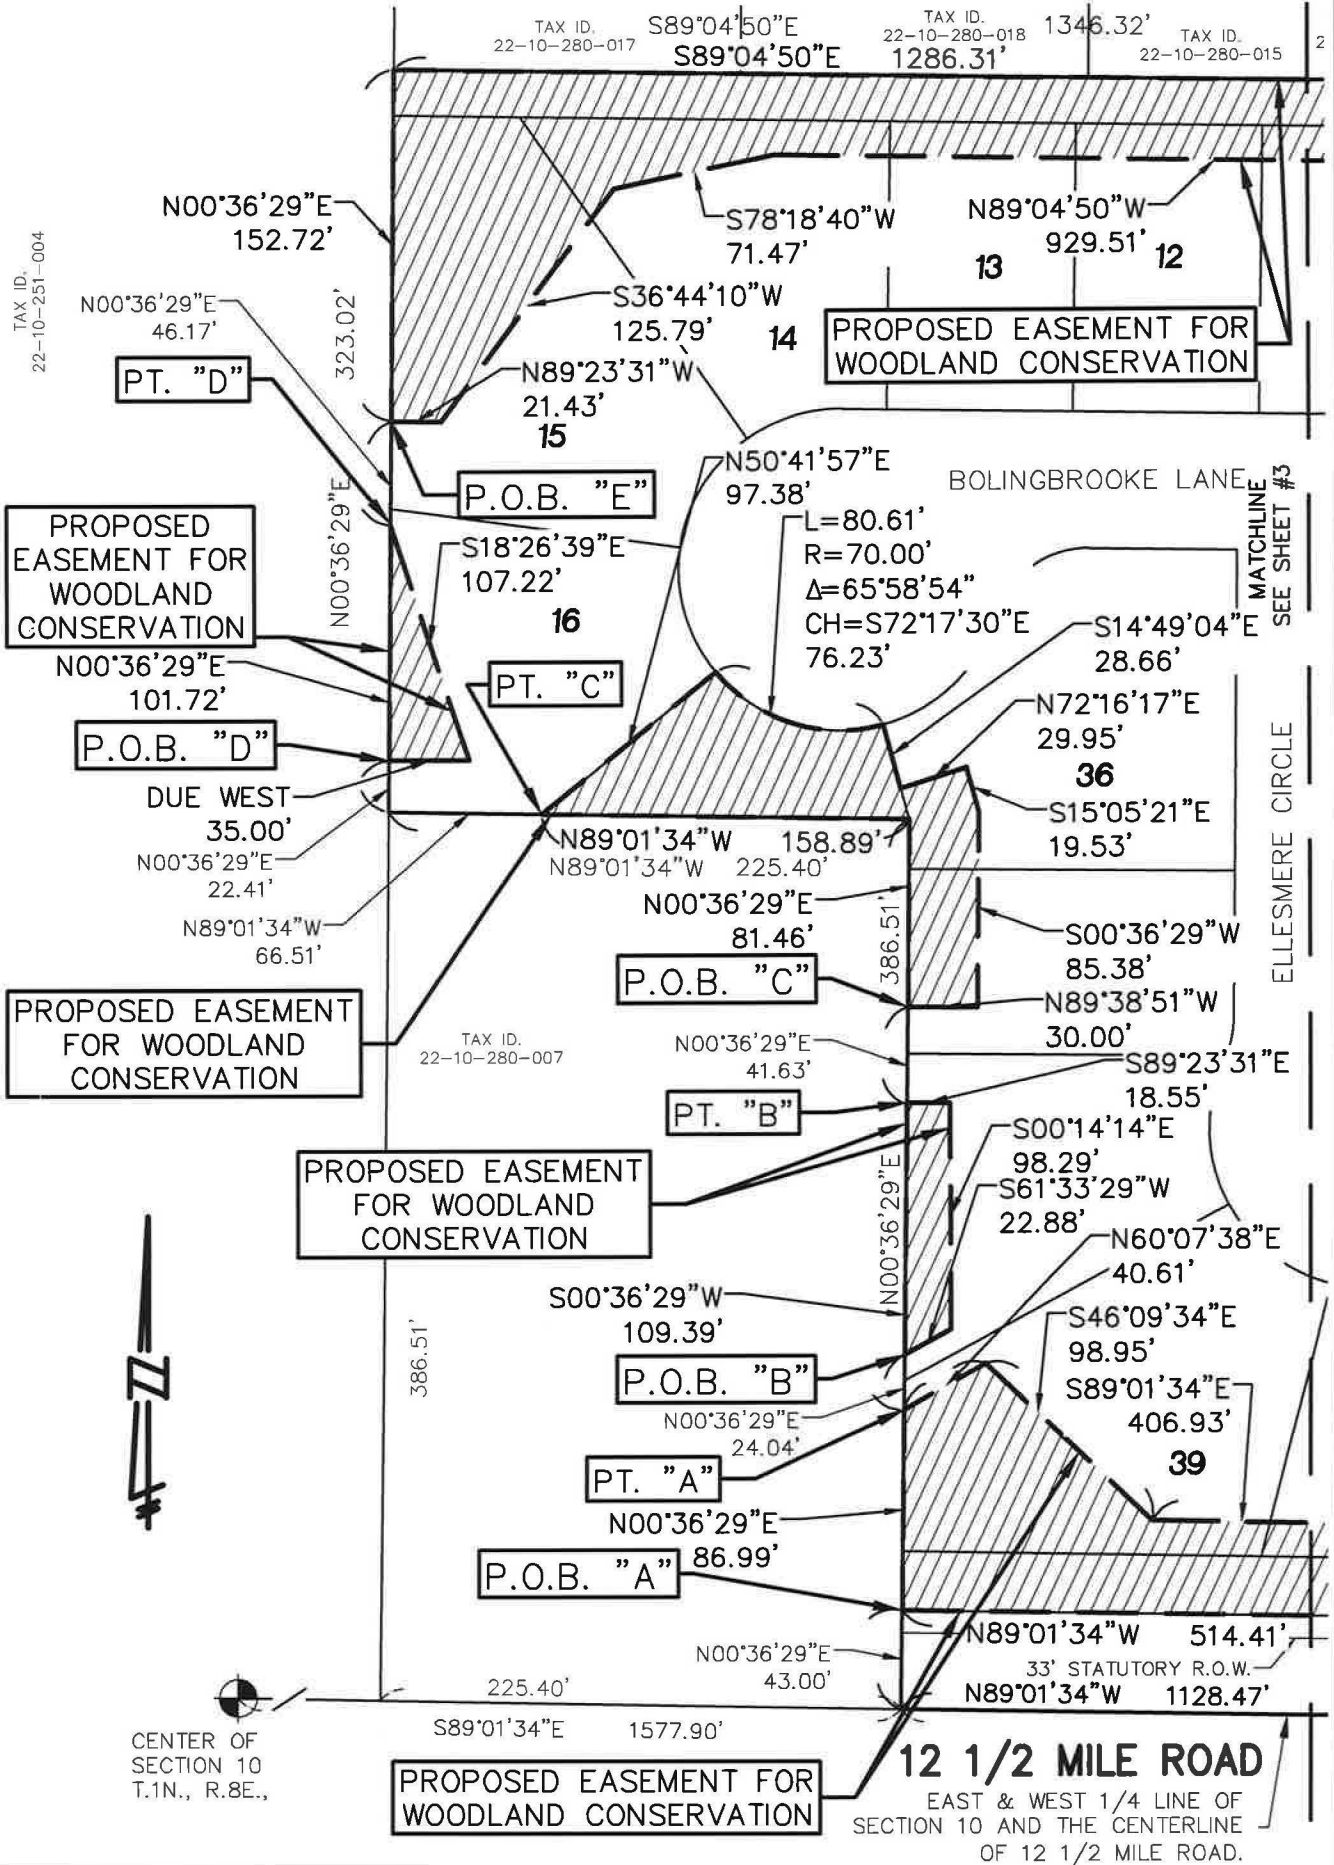 TAX ID.
22-10-280-017
S89°04'50"E
S89°04'50"E
TAX ID.
22-10-280-018
1286.31'
1346.32'
TAX ID.
22-10-280-015
2
N00°36'29"E
152.72'
S78°18'40"W
71.47'
N89°04'50"W
929.51'
12
13
TAX ID.
22-10-251-004
N00°36'29"E
46.17'
323.02'
S36°44'10"W
125.79'
14
PROPOSED EASEMENT FOR
WOODLAND CONSERVATION
PT. "D"
N89°23'31"W
21.43'
15
P.O.B. "E"
N50°41'57"E
97.38'
BOLINGBROOKE LANE
MATCHLINE
SEE SHEET #3
PROPOSED
EASEMENT FOR
WOODLAND
CONSERVATION
N00°36'29"E
S18°26'39"E
107.22'
16
L=80.61'
R=70.00'
Δ=65°58'54"
CH=S72°17'30"E
76.23'
S14°49'04"E
28.66'
N00°36'29"E
101.72'
PT. "C"
N72°16'17"E
29.95'
36
P.O.B. "D"
DUE WEST
35.00'
S15°05'21"E
19.53'
ELLESMERE CIRCLE
N00°36'29"E
22.41'
N89°01'34"W 158.89'
N89°01'34"W 225.40'
N89°01'34"W
66.51'
N00°36'29"E
81.46'
386.51'
S00°36'29"W
85.38'
P.O.B. "C"
N89°38'51"W
30.00'
PROPOSED EASEMENT
FOR WOODLAND
CONSERVATION
TAX ID.
22-10-280-007
N00°36'29"E
41.63'
S89°23'31"E
18.55'
PT. "B"
S00°14'14"E
98.29'
PROPOSED EASEMENT
FOR WOODLAND
CONSERVATION
N00°36'29"E
S61°33'29"W
22.88'
N60°07'38"E
40.61'
N
S00°36'29"W
109.39'
S46°09'34"E
98.95'
386.51'
P.O.B. "B"
S89°01'34"E
406.93'
39
N00°36'29"E
24.04'
PT. "A"
N00°36'29"E
86.99'
P.O.B. "A"
N89°01'34"W 514.41'
N00°36'29"E
43.00'
33' STATUTORY R.O.W.
N89°01'34"W 1128.47'
225.40'
S89°01'34"E 1577.90'
CENTER OF
SECTION 10
T.1N., R.8E.,
12 1/2 MILE ROAD
PROPOSED EASEMENT FOR
WOODLAND CONSERVATION
EAST & WEST 1/4 LINE OF
SECTION 10 AND THE CENTERLINE
OF 12 1/2 MILE ROAD.